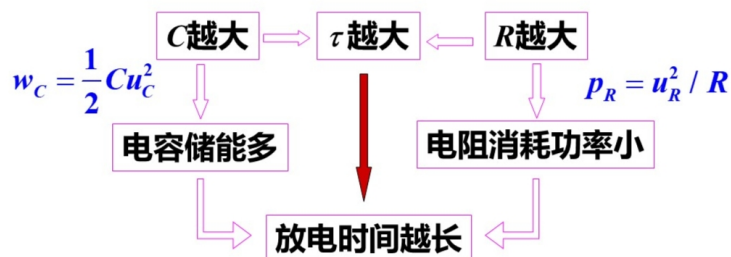 C越大
τ越大
R越大
w_C = 1/2 Cu_C^2
p_R = u_R^2 / R
电容储能多
电阻消耗功率小
放电时间越长